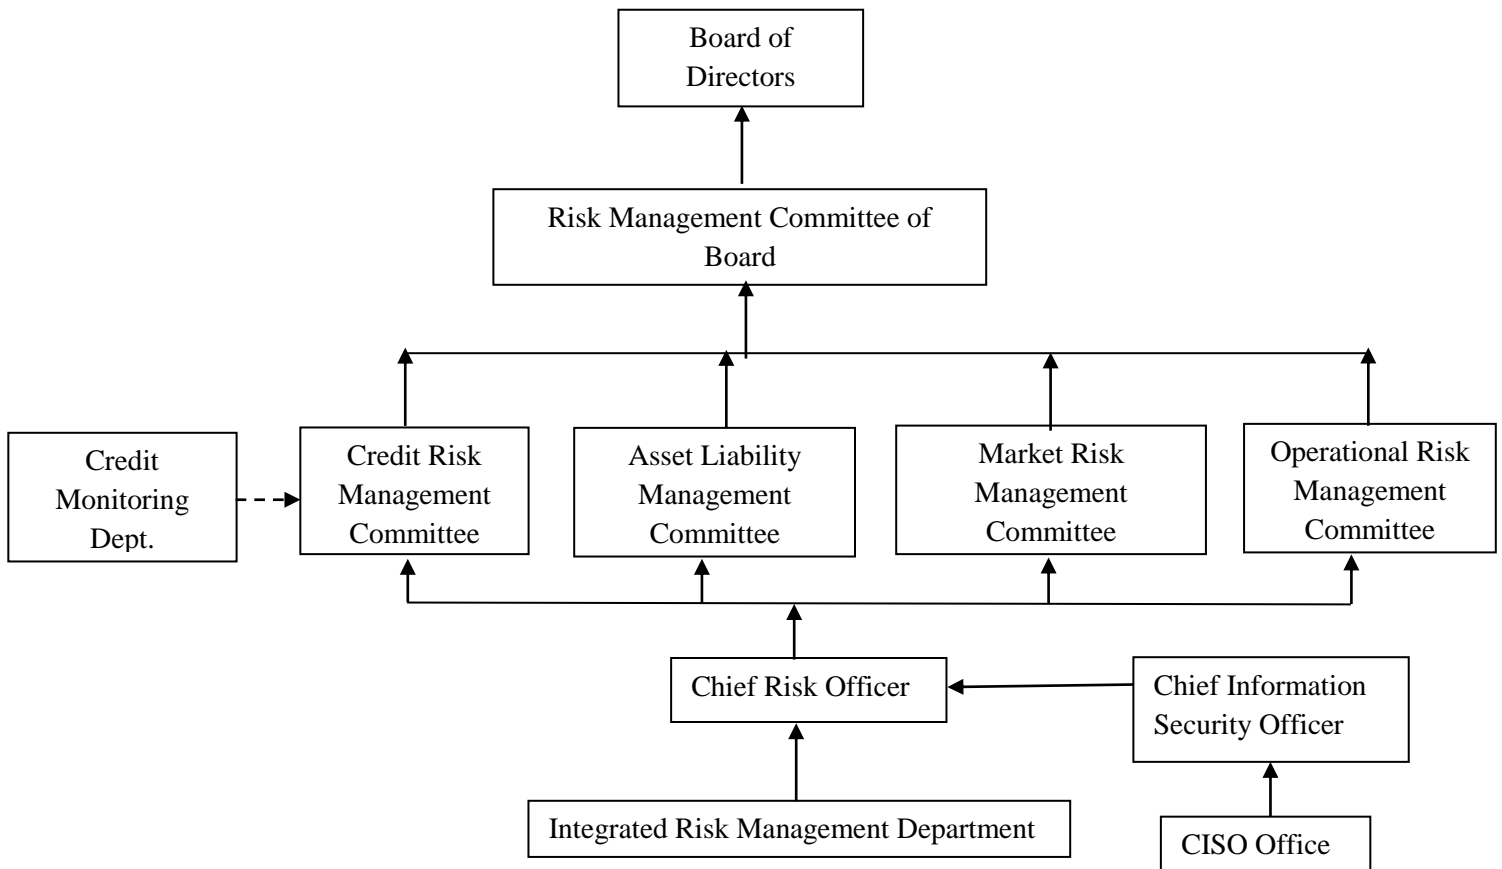 Board of
Directors
Risk Management Committee of
Board
Credit
Monitoring
Dept.
Credit Risk
Management
Committee
Asset Liability
Management
Committee
Market Risk
Management
Committee
Operational Risk
Management
Committee
Chief Risk Officer
Chief Information
Security Officer
Integrated Risk Management Department
CISO Office